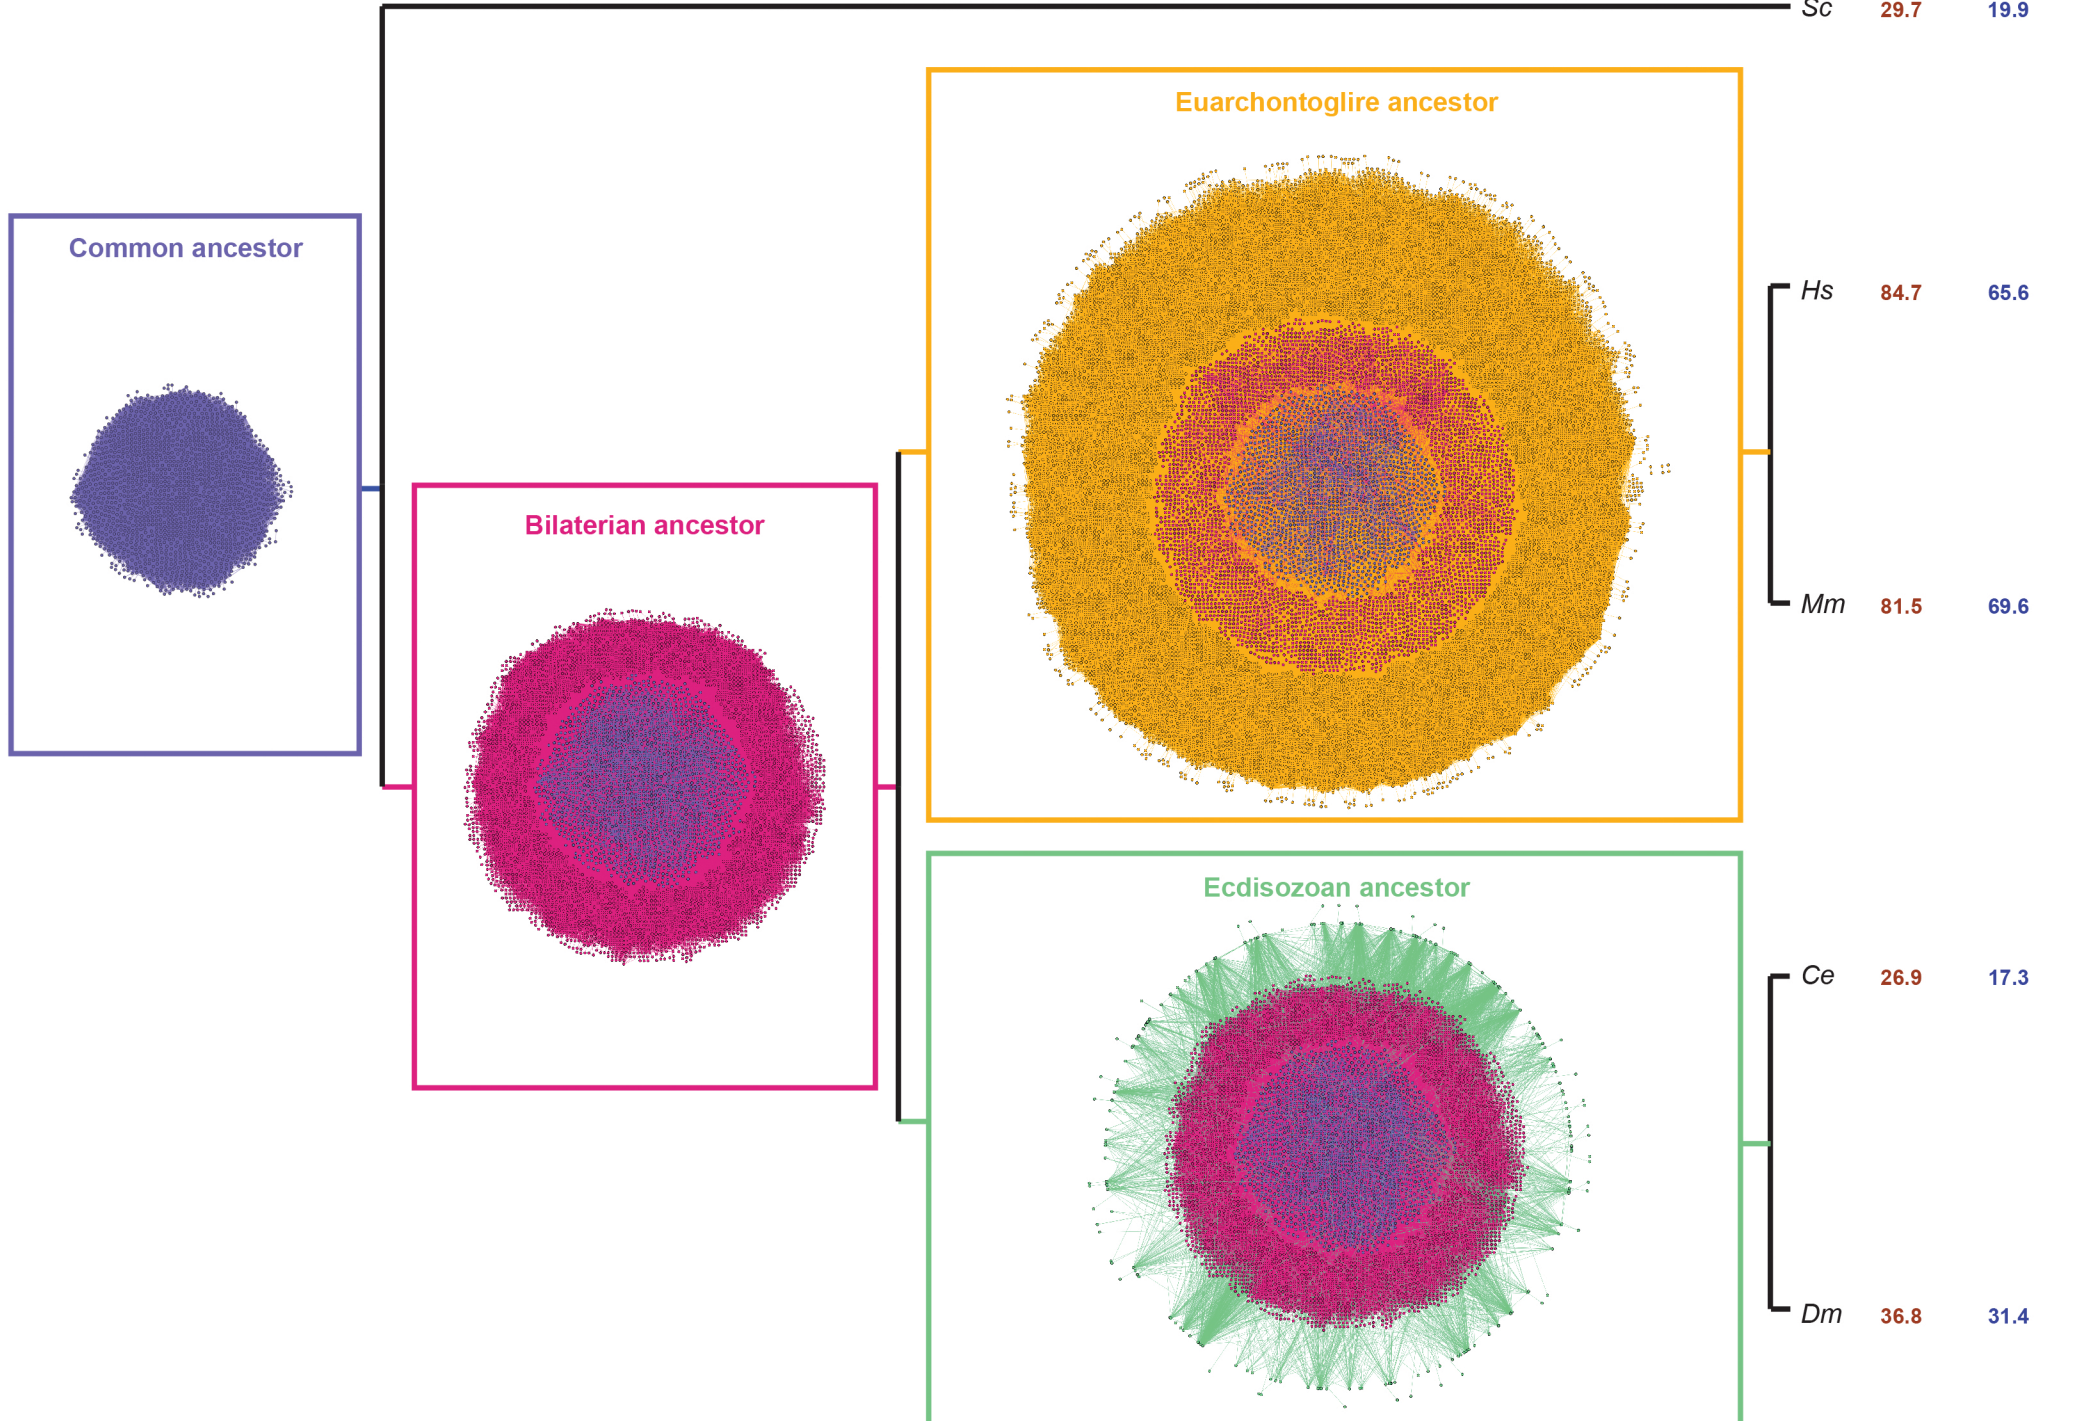 Sc 29.7 19.9
Euarchontoglire ancestor
Common ancestor
Hs 84.7 65.6
Bilaterian ancestor
Mm 81.5 69.6
Ecdisozoan ancestor
Ce 26.9 17.3
Dm 36.8 31.4